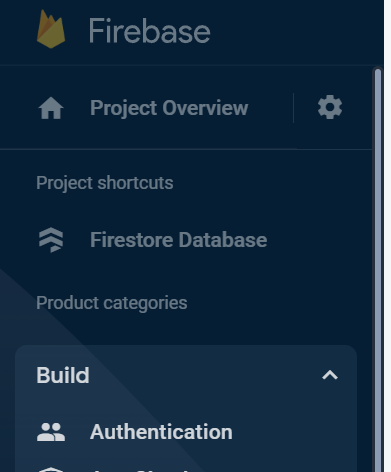 Firebase
Project Overview
Project shortcuts
Firestore Database
Product categories
Build
Authentication